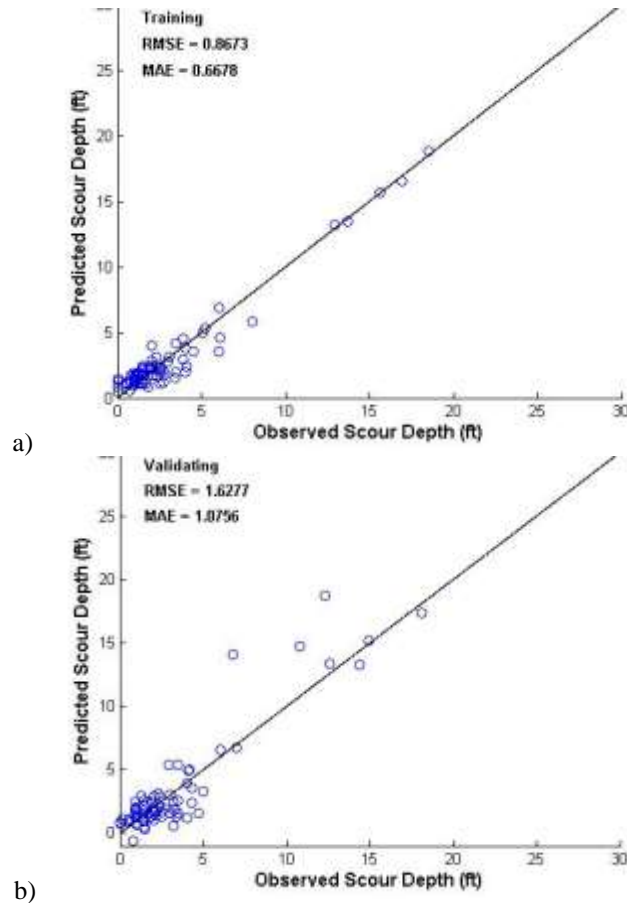 Training
RMSE = 0.8673
MAE = 0.6678
25
20
15
10
5
0
Predicted Scour Depth (ft)
0 5 10 15 20 25 30
Observed Scour Depth (ft)
a)
Validating
RMSE = 1.6277
MAE = 1.0756
25
20
15
10
5
0
Predicted Scour Depth (ft)
0 5 10 15 20 25 30
Observed Scour Depth (ft)
b)